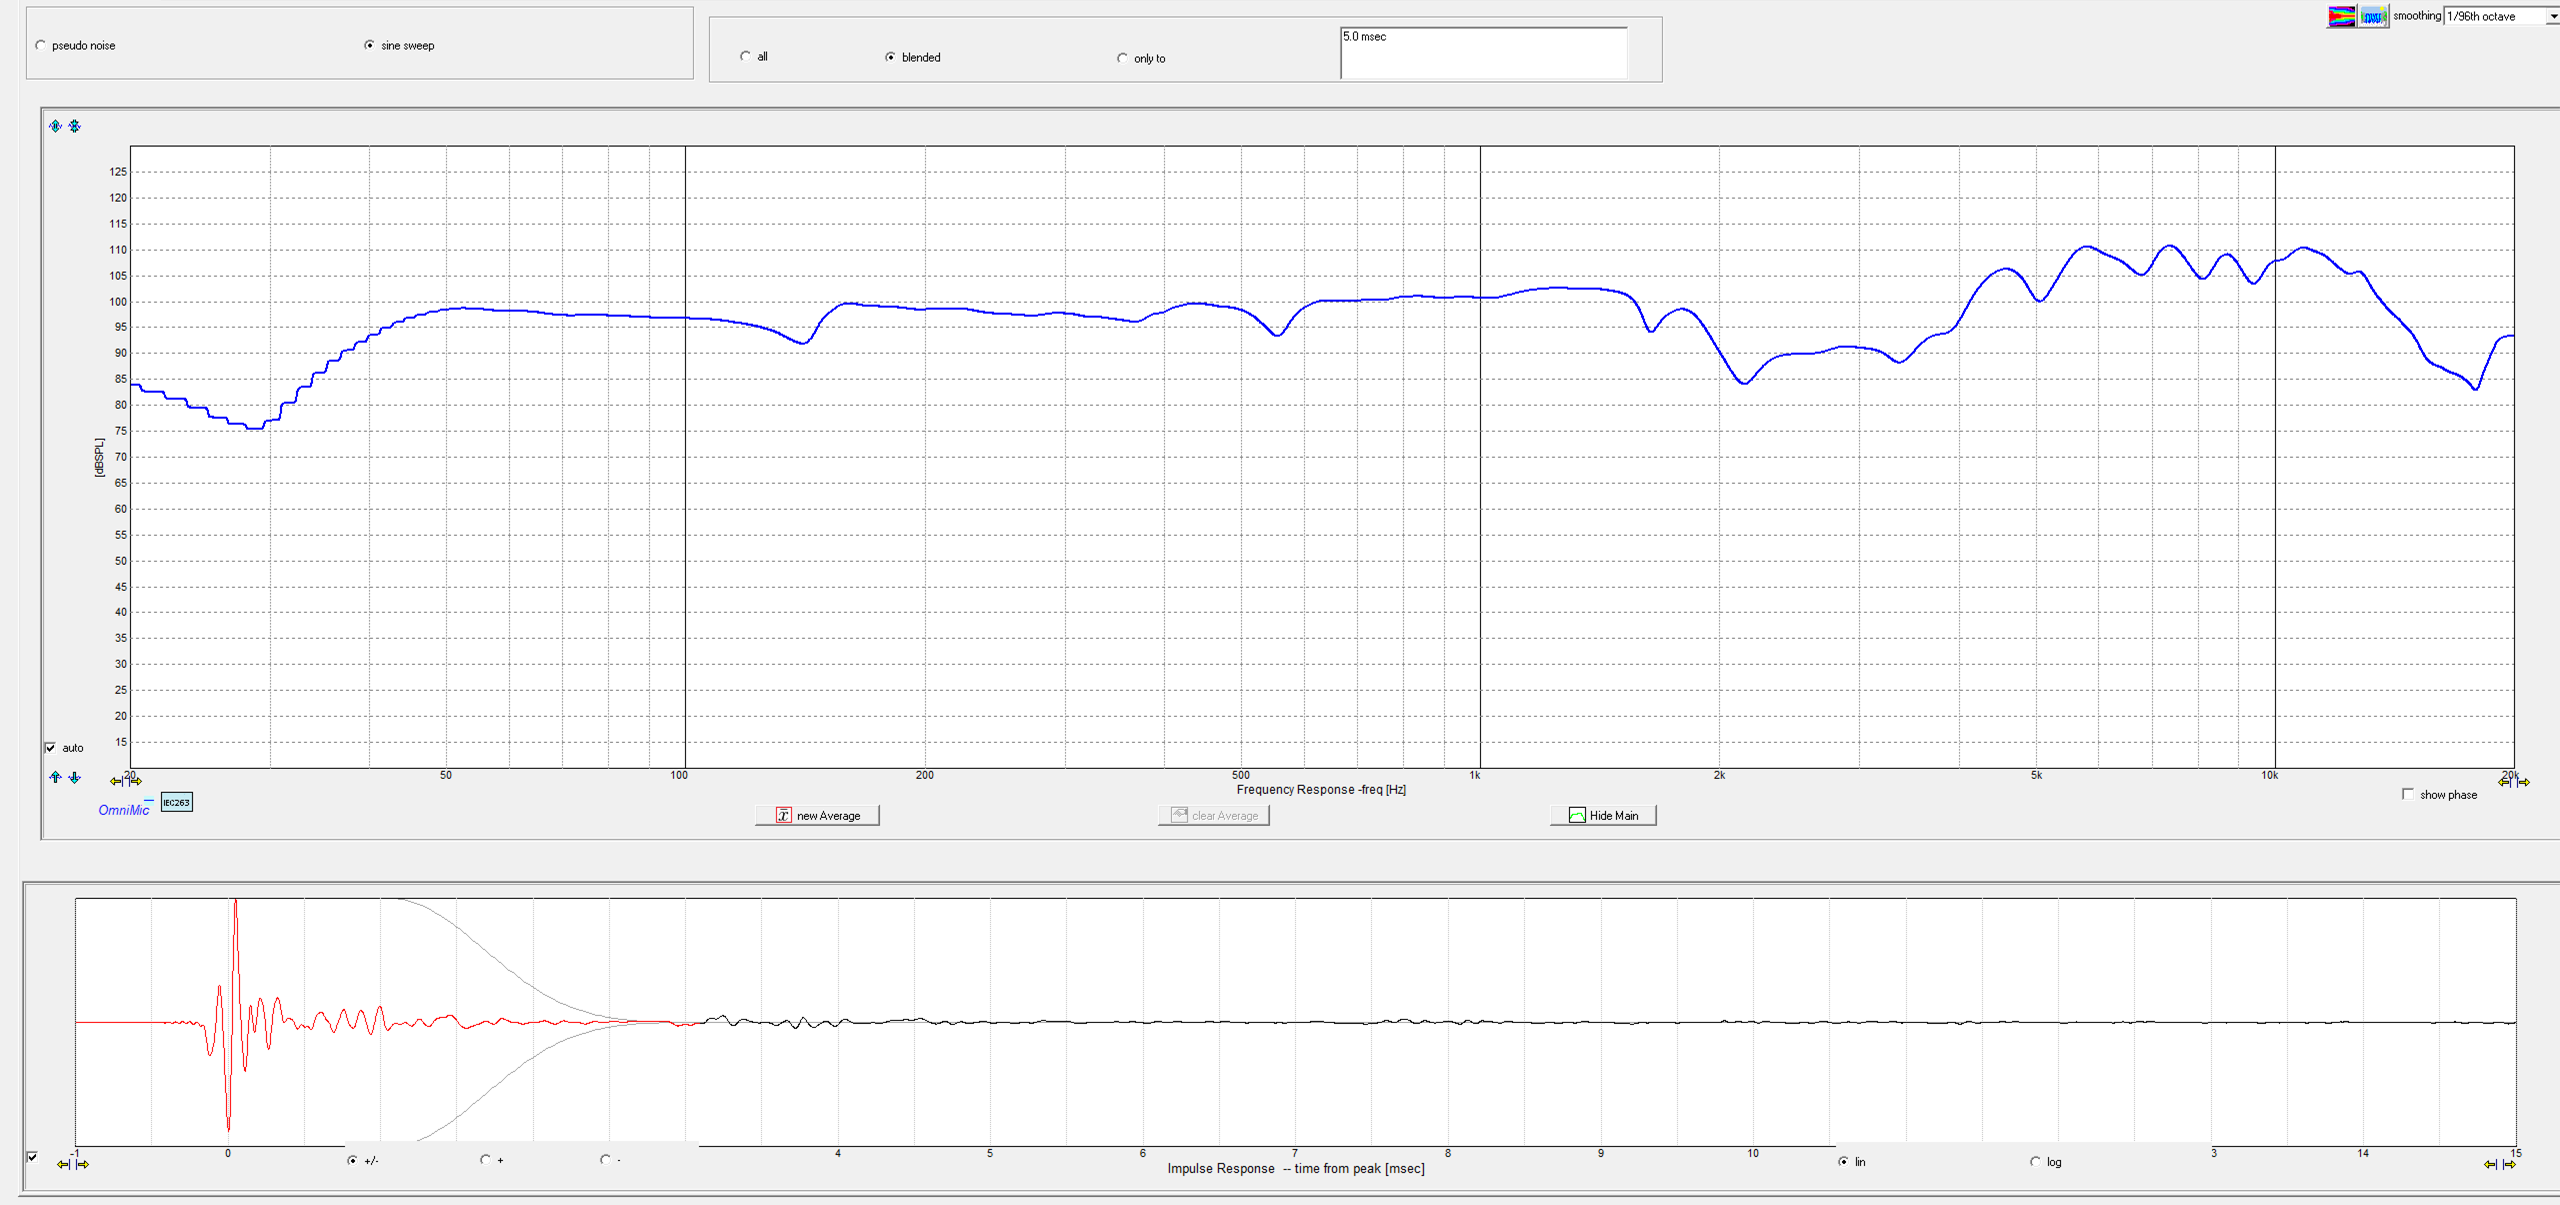 pseudo noise
sine sweep
all
blended
only to
5.0 msec
smoothing 1/96th octave
125
120
115
110
105
100
95
90
85
80
75
70
65
60
55
50
45
40
35
30
25
20
15
[dBSPL]
auto
20 50 100 200 500 1k 2k 5k 10k 20k
Frequency Response -freq [Hz]
OmniMic
IEC263
new Average
clear Average
Hide Main
show phase
-1 0 4 5 6 7 8 9 10 3 14 15
+/-
+
-
Impulse Response -- time from peak [msec]
lin
log